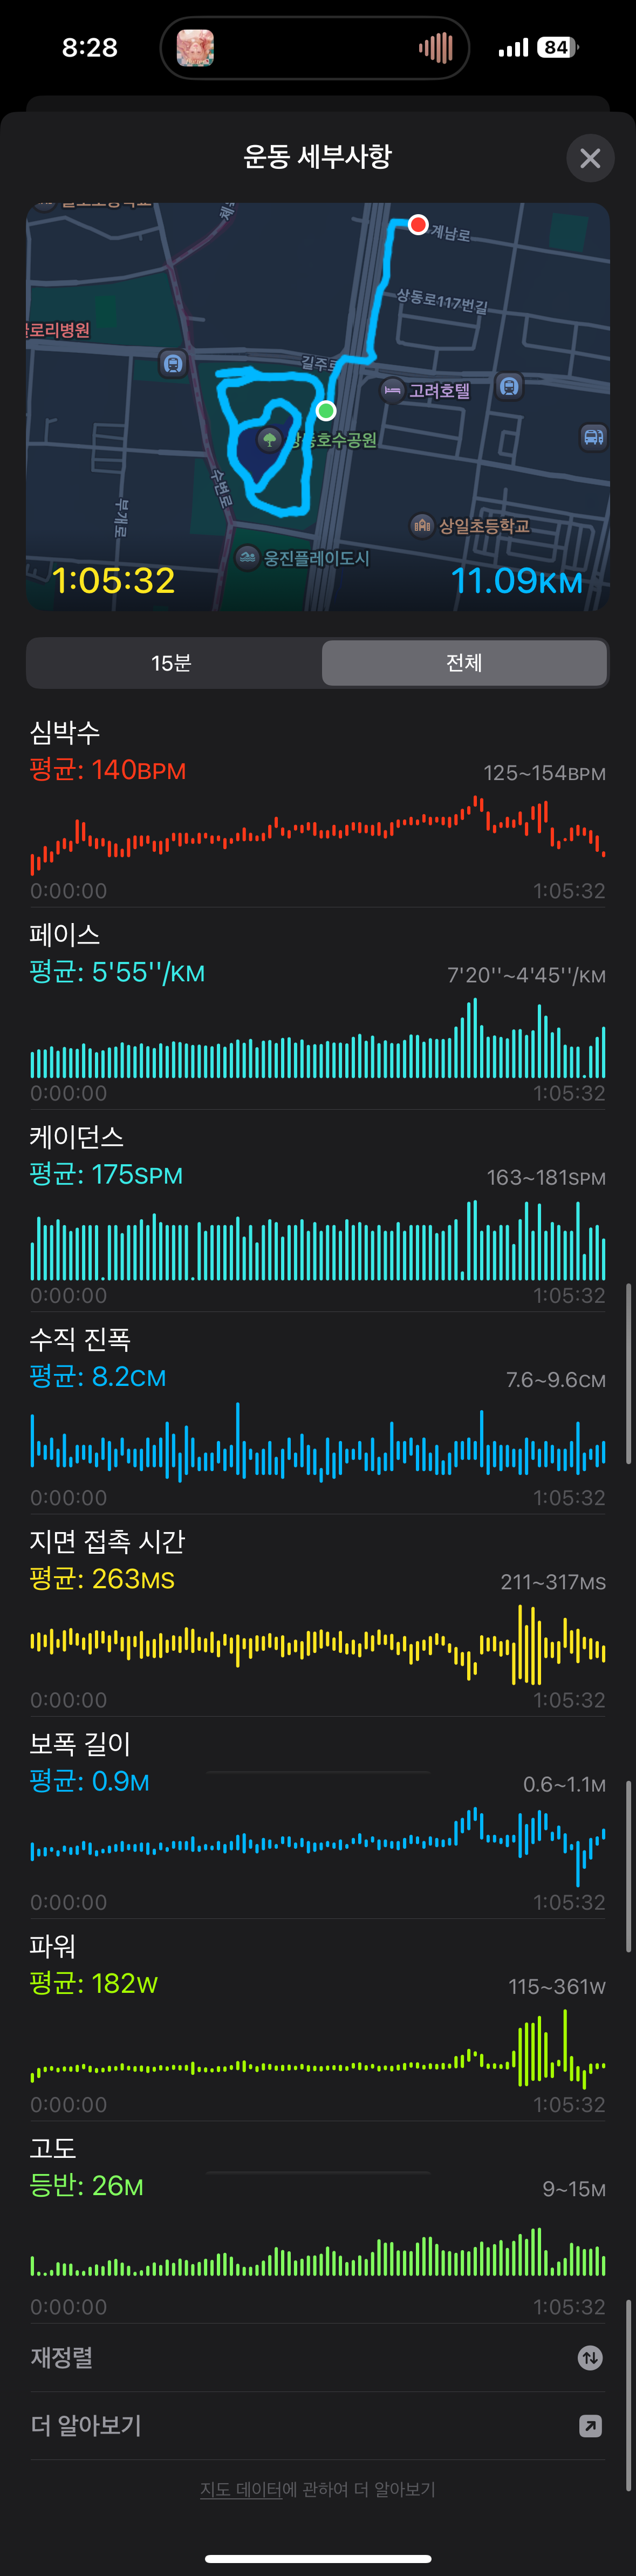 8:28
84
운동 세부사항
계남로
상동로117번길
길주로
고려호텔
상동호수공원
수변로
부개로
상일초등학교
웅진플레이도시
1:05:32
11.09KM
15분
전체
심박수
평균: 140BPM
125~154BPM
0:00:00
1:05:32
페이스
평균: 5'55''/KM
7'20''~4'45''/KM
0:00:00
1:05:32
케이던스
평균: 175SPM
163~181SPM
0:00:00
1:05:32
수직 진폭
평균: 8.2CM
7.6~9.6CM
0:00:00
1:05:32
지면 접촉 시간
평균: 263MS
211~317MS
0:00:00
1:05:32
보폭 길이
평균: 0.9M
0.6~1.1M
0:00:00
1:05:32
파워
평균: 182W
115~361W
0:00:00
1:05:32
고도
등반: 26M
9~15M
0:00:00
1:05:32
재정렬
더 알아보기
지도 데이터에 관하여 더 알아보기